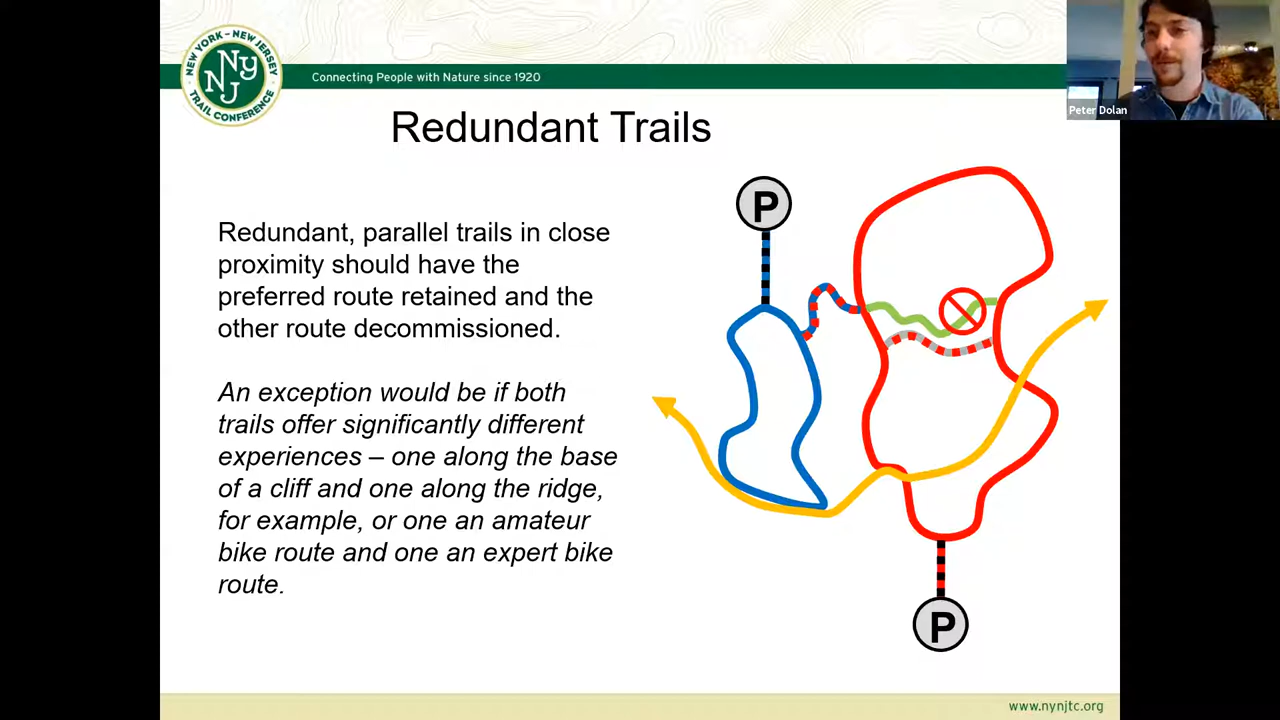 NEW YORK – NEW JERSEY
NY
NJ
TRAIL CONFERENCE
Connecting People with Nature since 1920
Peter Dolan
Redundant Trails
P
Redundant, parallel trails in close
proximity should have the
preferred route retained and the
other route decommissioned.
An exception would be if both
trails offer significantly different
experiences – one along the base
of a cliff and one along the ridge,
for example, or one an amateur
bike route and one an expert bike
route.
P
www.nynjtc.org